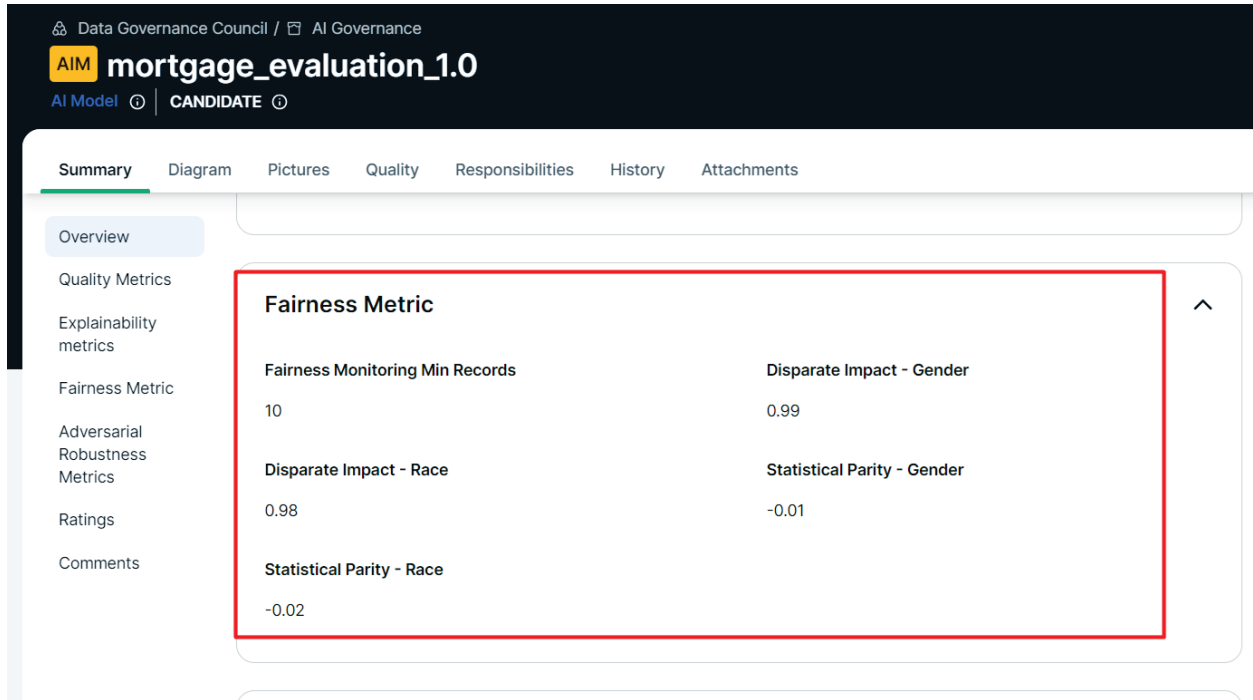 Data Governance Council / AI Governance
AIM mortgage_evaluation_1.0
AI Model CANDIDATE
Summary Diagram Pictures Quality Responsibilities History Attachments
Overview
Quality Metrics
Explainability
metrics
Fairness Metric
Adversarial
Robustness
Metrics
Ratings
Comments
Fairness Metric
Fairness Monitoring Min Records
10
Disparate Impact - Gender
0.99
Disparate Impact - Race
0.98
Statistical Parity - Gender
-0.01
Statistical Parity - Race
-0.02